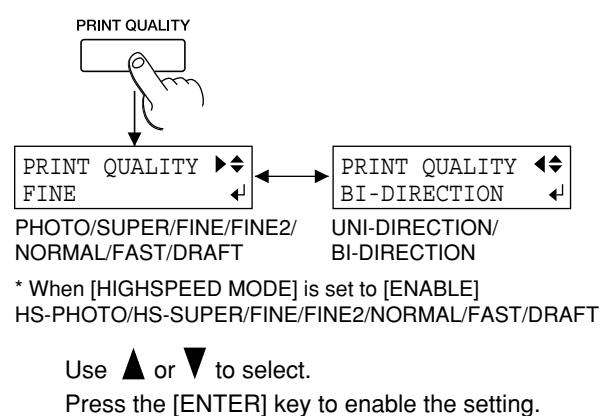 PRINT QUALITY
PRINT QUALITY ▶◆
FINE ↵
PRINT QUALITY ◀◆
BI-DIRECTION ↵
PHOTO/SUPER/FINE/FINE2/
NORMAL/FAST/DRAFT
UNI-DIRECTION/
BI-DIRECTION
* When [HIGHSPEED MODE] is set to [ENABLE]
HS-PHOTO/HS-SUPER/FINE/FINE2/NORMAL/FAST/DRAFT
Use ▲ or ▼ to select.
Press the [ENTER] key to enable the setting.